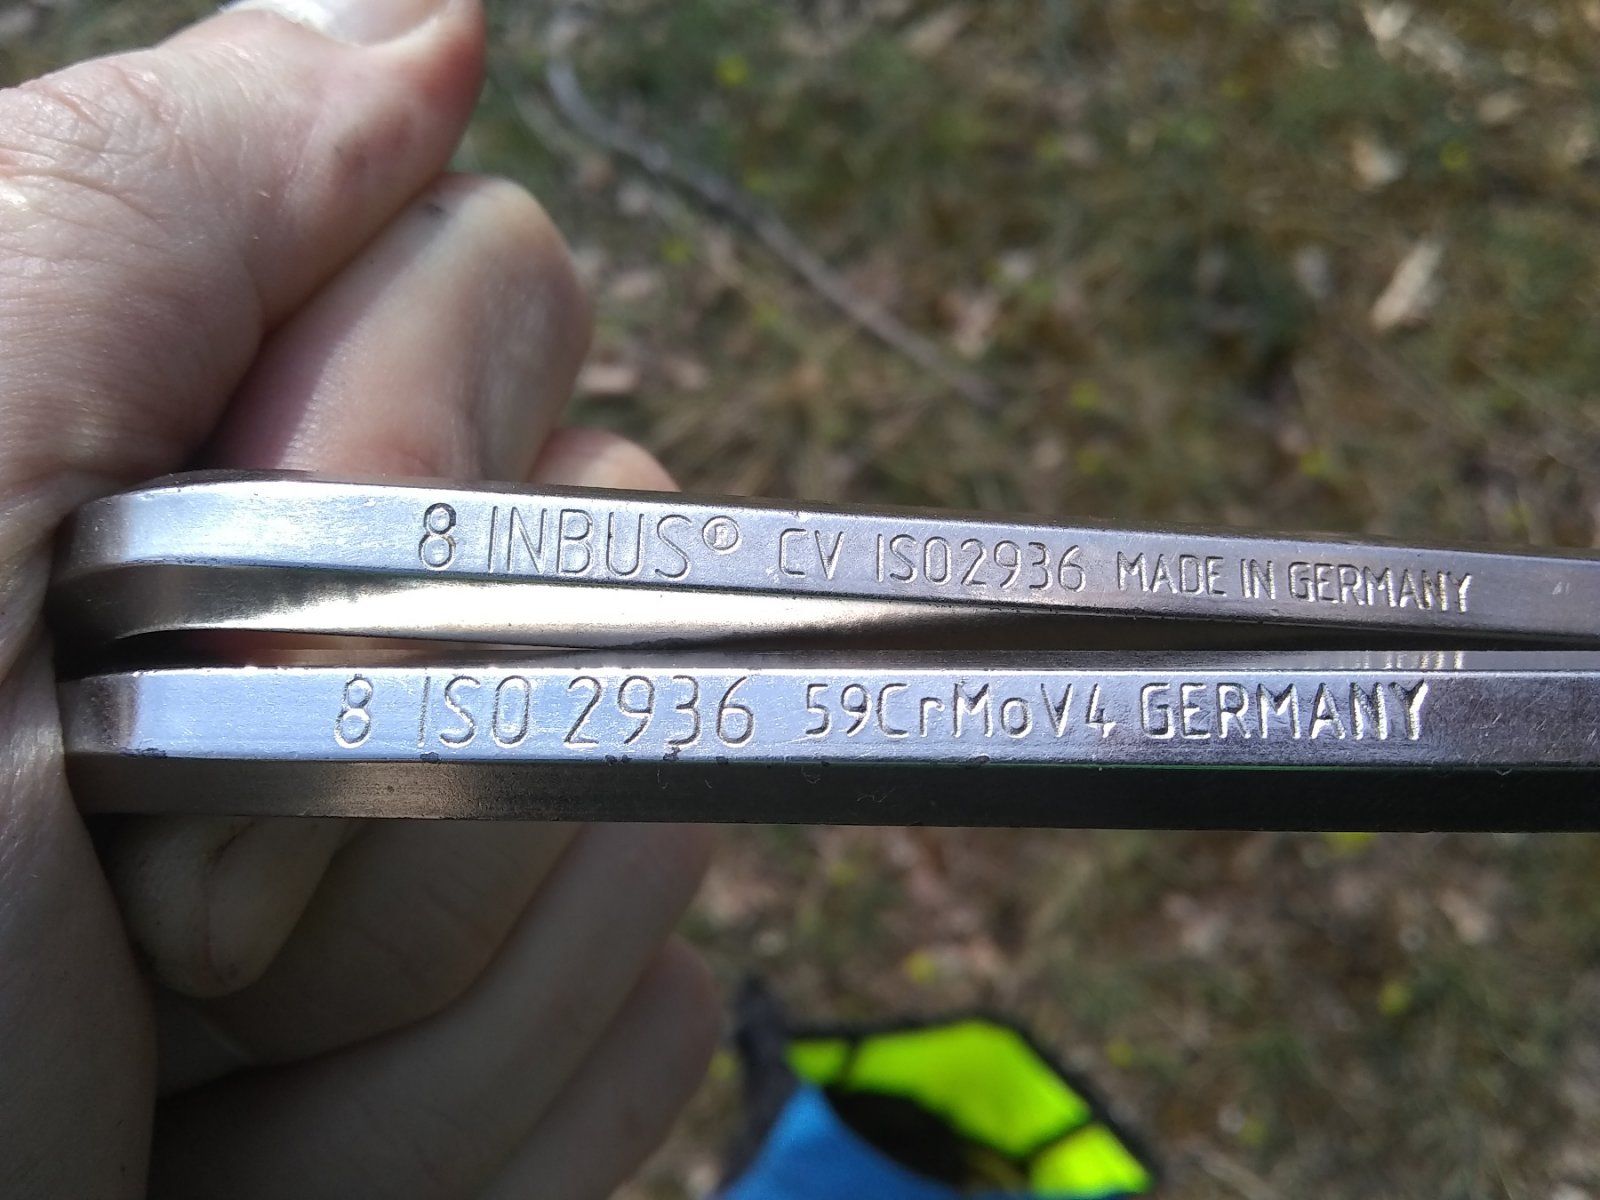 8 INBUS® CV ISO2936 MADE IN GERMANY
8 ISO 2936 59CrMoV4 GERMANY